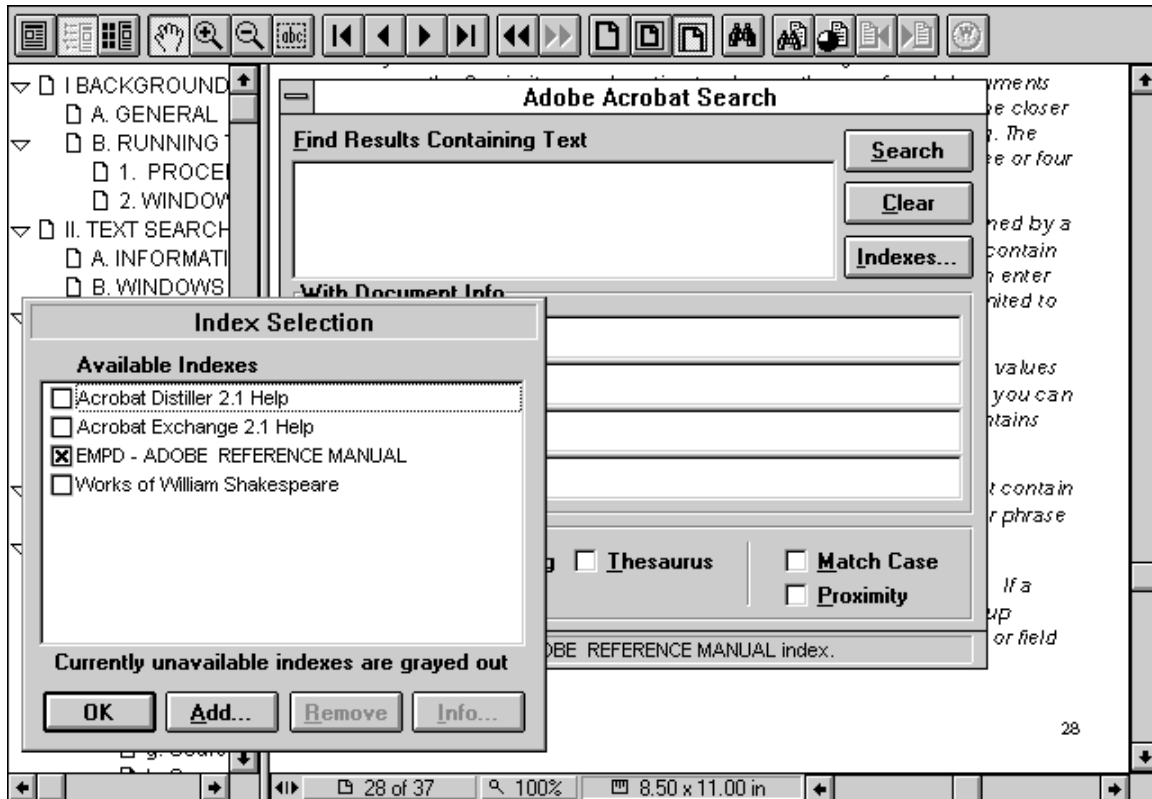 abc
I BACKGROUND
A. GENERAL
B. RUNNING
1. PROCE
2. WINDOW
II. TEXT SEARCH
A. INFORMATI
B. WINDOWS
Adobe Acrobat Search
Find Results Containing Text
Search
Clear
Indexes...
With Document Info
Thesaurus
Match Case
Proximity
OBE REFERENCE MANUAL index.
Index Selection
Available Indexes
Acrobat Distiller 2.1 Help
Acrobat Exchange 2.1 Help
EMPD - ADOBE REFERENCE MANUAL
Works of William Shakespeare
Currently unavailable indexes are grayed out
OK
Add...
Remove
Info...
closer
. The
ee or four
ned by a
contain
enter
nited to
values
you can
ntains
t contain
r phrase
If a
up
or field
28
28 of 37
100%
8.50 x 11.00 in